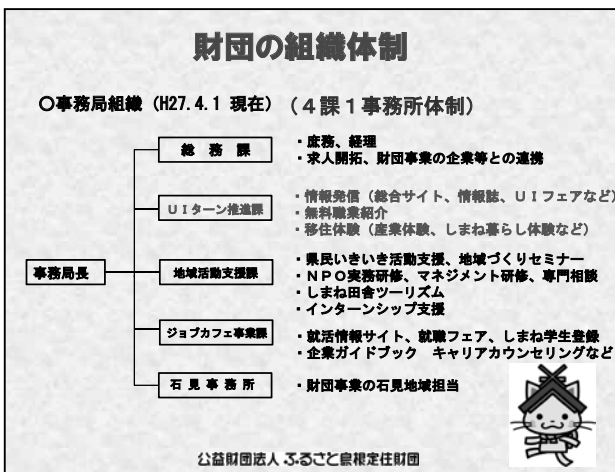 財団の組織体制
○事務局組織（H27.4.1 現在）（４課１事務所体制）
総務課
・庶務、経理
・求人開拓、財団事業の企業等との連携
ＵＩターン推進課
・情報発信（総合サイト、情報誌、ＵＩフェアなど）
・無料職業紹介
・移住体験（産業体験、しまね暮らし体験など）
事務局長
地域活動支援課
・県民いきいき活動支援、地域づくりセミナー
・ＮＰＯ実務研修、マネジメント研修、専門相談
・しまね田舎ツーリズム
・インターンシップ支援
ジョブカフェ事業課
・就活情報サイト、就職フェア、しまね学生登録
・企業ガイドブック　キャリアカウンセリングなど
石見事務所
・財団事業の石見地域担当
公益財団法人 ふるさと島根定住財団